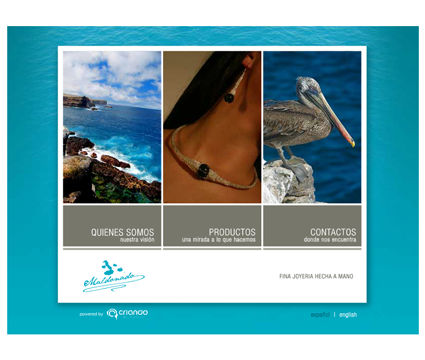 QUIENES SOMOS
nuestra visión
PRODUCTOS
una mirada a lo que hacemos
CONTACTOS
donde nos encuentra
Maldonado
FINA JOYERIA HECHA A MANO
powered by criando
español | english